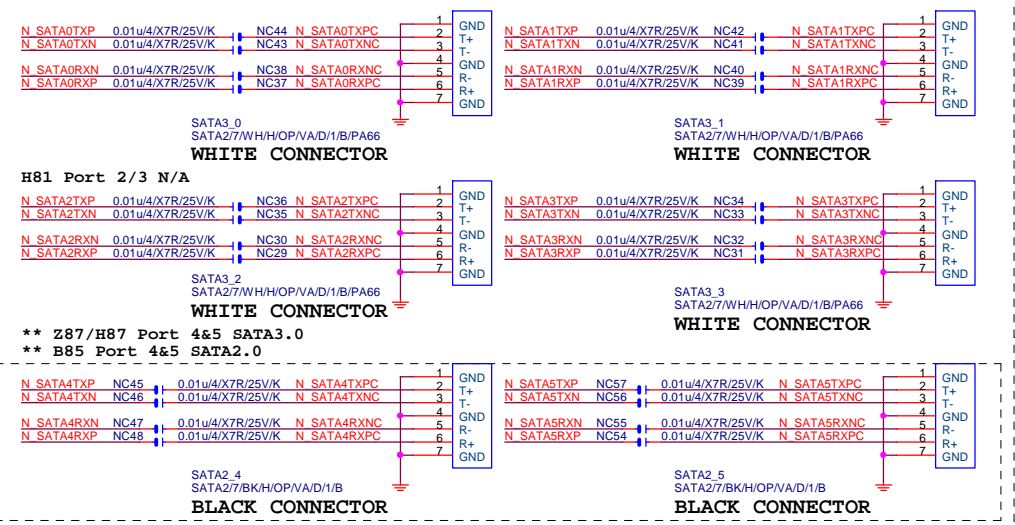 1 GND
N_SATA0TXP 0.01u/4/X7R/25V/K NC44 N_SATA0TXPC 2 T+
N_SATA0TXN 0.01u/4/X7R/25V/K NC43 N_SATA0TXNC 3 T-
4 GND
N_SATA0RXN 0.01u/4/X7R/25V/K NC38 N_SATA0RXNC 5 R-
N_SATA0RXP 0.01u/4/X7R/25V/K NC37 N_SATA0RXPC 6 R+
7 GND
SATA3_0
SATA2/7/WH/H/OP/VA/D/1/B/PA66
WHITE CONNECTOR
1 GND
N_SATA1TXP 0.01u/4/X7R/25V/K NC42 N_SATA1TXPC 2 T+
N_SATA1TXN 0.01u/4/X7R/25V/K NC41 N_SATA1TXNC 3 T-
4 GND
N_SATA1RXN 0.01u/4/X7R/25V/K NC40 N_SATA1RXNC 5 R-
N_SATA1RXP 0.01u/4/X7R/25V/K NC39 N_SATA1RXPC 6 R+
7 GND
SATA3_1
SATA2/7/WH/H/OP/VA/D/1/B/PA66
WHITE CONNECTOR
H81 Port 2/3 N/A
1 GND
N_SATA2TXP 0.01u/4/X7R/25V/K NC36 N_SATA2TXPC 2 T+
N_SATA2TXN 0.01u/4/X7R/25V/K NC35 N_SATA2TXNC 3 T-
4 GND
N_SATA2RXN 0.01u/4/X7R/25V/K NC30 N_SATA2RXNC 5 R-
N_SATA2RXP 0.01u/4/X7R/25V/K NC29 N_SATA2RXPC 6 R+
7 GND
SATA3_2
SATA2/7/WH/H/OP/VA/D/1/B/PA66
WHITE CONNECTOR
1 GND
N_SATA3TXP 0.01u/4/X7R/25V/K NC34 N_SATA3TXPC 2 T+
N_SATA3TXN 0.01u/4/X7R/25V/K NC33 N_SATA3TXNC 3 T-
4 GND
N_SATA3RXN 0.01u/4/X7R/25V/K NC32 N_SATA3RXNC 5 R-
N_SATA3RXP 0.01u/4/X7R/25V/K NC31 N_SATA3RXPC 6 R+
7 GND
SATA3_3
SATA2/7/WH/H/OP/VA/D/1/B/PA66
WHITE CONNECTOR
** Z87/H87 Port 4&5 SATA3.0
** B85 Port 4&5 SATA2.0
1 GND
N_SATA4TXP NC45 0.01u/4/X7R/25V/K N_SATA4TXPC 2 T+
N_SATA4TXN NC46 0.01u/4/X7R/25V/K N_SATA4TXNC 3 T-
4 GND
N_SATA4RXN NC47 0.01u/4/X7R/25V/K N_SATA4RXNC 5 R-
N_SATA4RXP NC48 0.01u/4/X7R/25V/K N_SATA4RXPC 6 R+
7 GND
SATA2_4
SATA2/7/BK/H/OP/VA/D/1/B
BLACK CONNECTOR
1 GND
N_SATA5TXP NC57 0.01u/4/X7R/25V/K N_SATA5TXPC 2 T+
N_SATA5TXN NC56 0.01u/4/X7R/25V/K N_SATA5TXNC 3 T-
4 GND
N_SATA5RXN NC55 0.01u/4/X7R/25V/K N_SATA5RXNC 5 R-
N_SATA5RXP NC54 0.01u/4/X7R/25V/K N_SATA5RXPC 6 R+
7 GND
SATA2_5
SATA2/7/BK/H/OP/VA/D/1/B
BLACK CONNECTOR